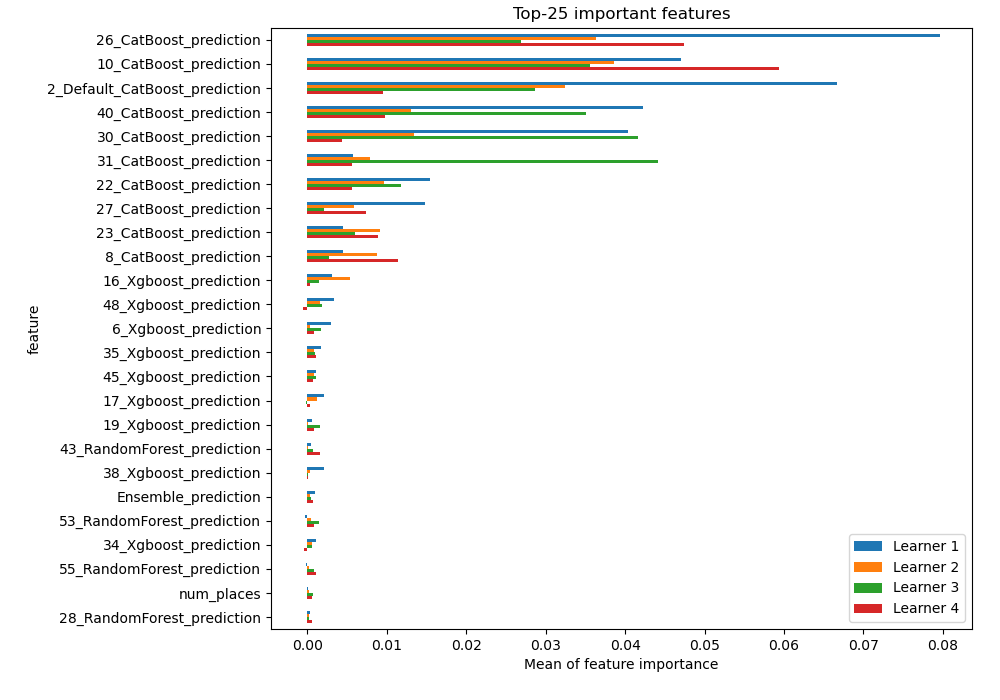 Top-25 important features
26_CatBoost_prediction
10_CatBoost_prediction
2_Default_CatBoost_prediction
40_CatBoost_prediction
30_CatBoost_prediction
31_CatBoost_prediction
22_CatBoost_prediction
27_CatBoost_prediction
23_CatBoost_prediction
8_CatBoost_prediction
16_Xgboost_prediction
48_Xgboost_prediction
6_Xgboost_prediction
35_Xgboost_prediction
45_Xgboost_prediction
17_Xgboost_prediction
19_Xgboost_prediction
43_RandomForest_prediction
38_Xgboost_prediction
Ensemble_prediction
53_RandomForest_prediction
34_Xgboost_prediction
55_RandomForest_prediction
num_places
28_RandomForest_prediction
feature
Learner 1
Learner 2
Learner 3
Learner 4
0.00 0.01 0.02 0.03 0.04 0.05 0.06 0.07 0.08
Mean of feature importance